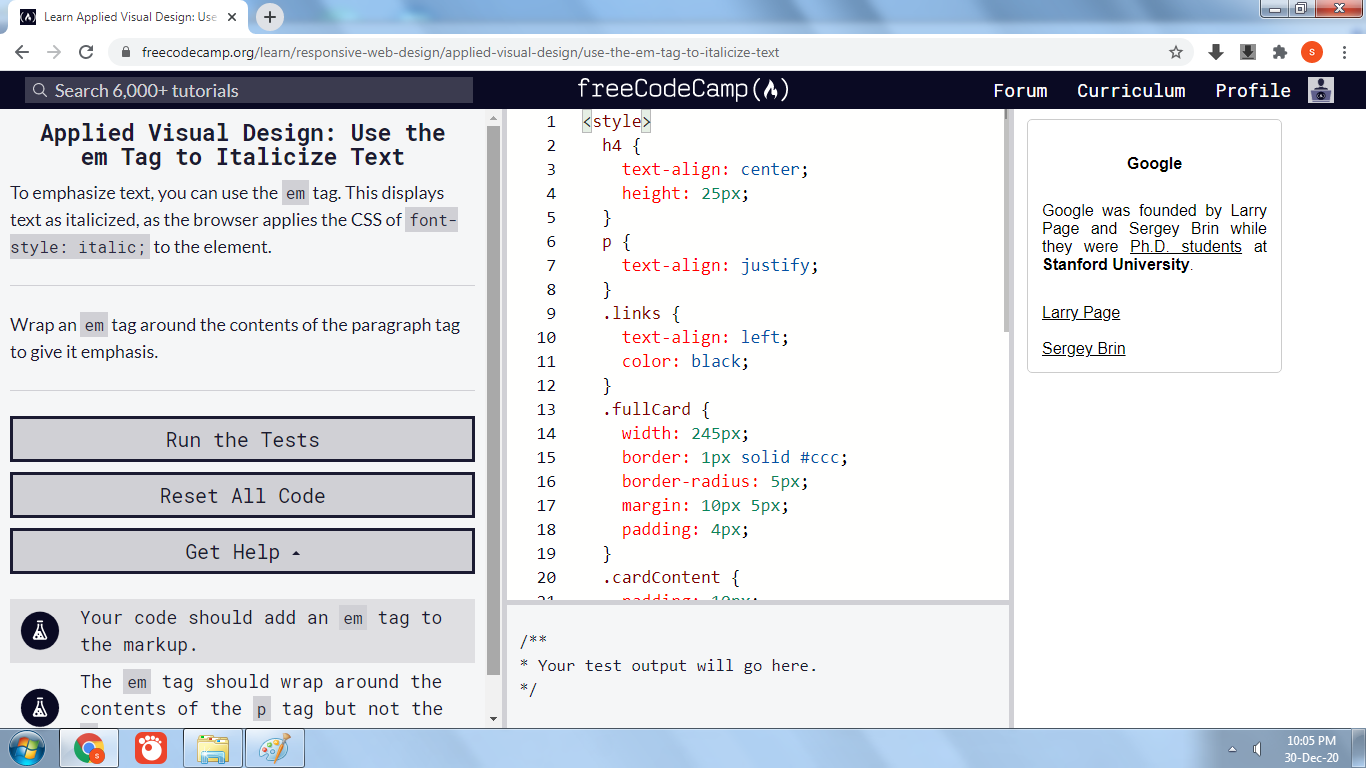 Learn Applied Visual Design: Use
freecodecamp.org/learn/responsive-web-design/applied-visual-design/use-the-em-tag-to-italicize-text
s
Search 6,000+ tutorials
freeCodeCamp
Forum
Curriculum
Profile
Applied Visual Design: Use the
em Tag to Italicize Text
To emphasize text, you can use the em tag. This displays
text as italicized, as the browser applies the CSS of font-
style: italic; to the element.
Wrap an em tag around the contents of the paragraph tag
to give it emphasis.
Run the Tests
Reset All Code
Get Help
Your code should add an em tag to
the markup.
The em tag should wrap around the
contents of the p tag but not the
1 <style>
2 h4 {
3 text-align: center;
4 height: 25px;
5 }
6 p {
7 text-align: justify;
8 }
9 .links {
10 text-align: left;
11 color: black;
12 }
13 .fullCard {
14 width: 245px;
15 border: 1px solid #ccc;
16 border-radius: 5px;
17 margin: 10px 5px;
18 padding: 4px;
19 }
20 .cardContent {
21 padding: 10px;
/**
* Your test output will go here.
*/
Google
Google was founded by Larry
Page and Sergey Brin while
they were Ph.D. students at
Stanford University.
Larry Page
Sergey Brin
s
10:05 PM
30-Dec-20